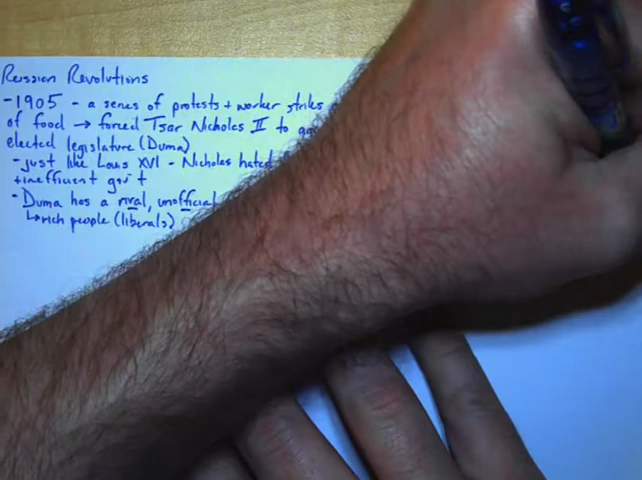 Russian Revolutions
-1905 - a series of protests + worker strikes
of food → forced Tsar Nicholas II to
elected legislature (Duma)
-just like Louis XVI - Nicholas hated
+inefficient gov't
- Duma has a rival, unofficial
↳rich people (liberals)